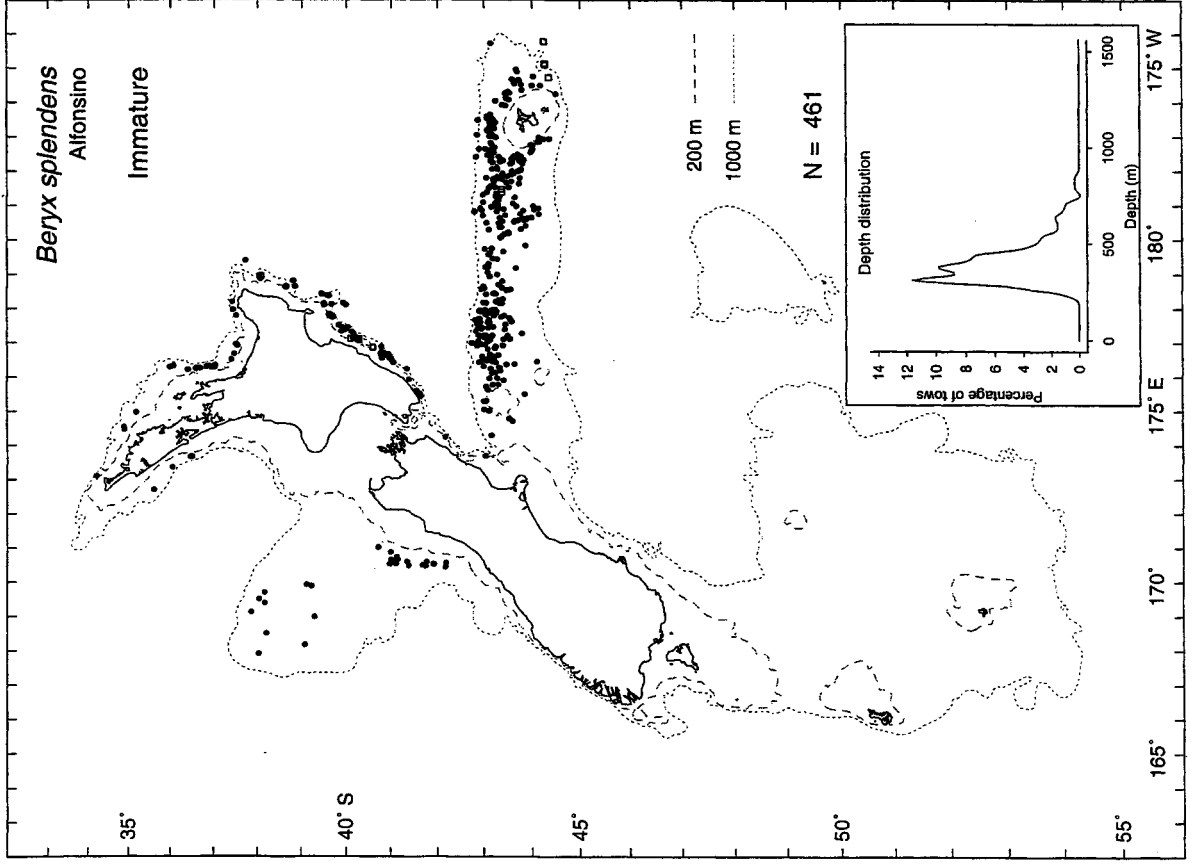 Beryx splendens
Alfonsino
Immature
35°
40° S
45°
50°
55°
165°
170°
175° E
180°
175° W
200 m
1000 m
N = 461
Depth distribution
Percentage of tows
14
12
10
8
6
4
2
0
0
500
1000
1500
Depth (m)